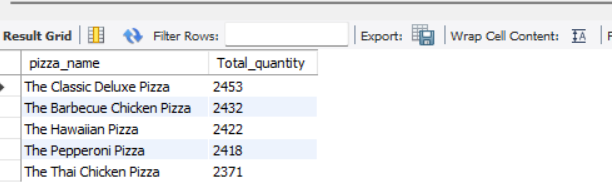 Result Grid Filter Rows: Export: Wrap Cell Content: IA F
pizza_name Total_quantity
The Classic Deluxe Pizza 2453
The Barbecue Chicken Pizza 2432
The Hawaiian Pizza 2422
The Pepperoni Pizza 2418
The Thai Chicken Pizza 2371